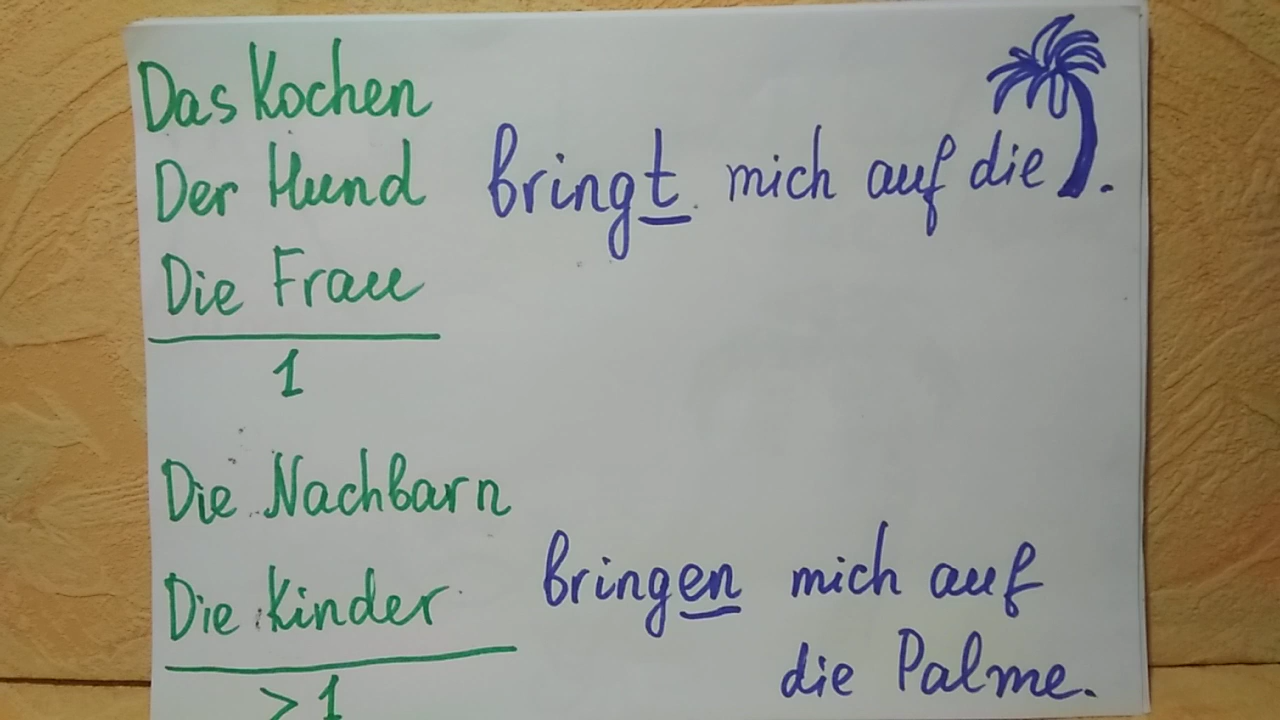 Das Kochen
Der Hund
Die Frau
1
bringt mich auf die .
Die Nachbarn
Die Kinder
> 1
bringen mich auf
die Palme.